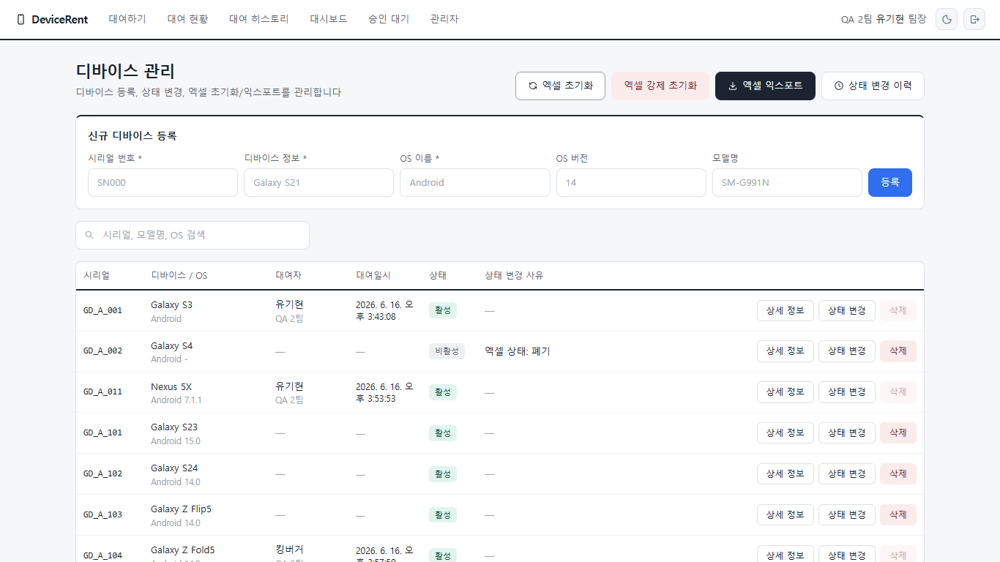 DeviceRent 대여하기 대여 현황 대여 히스토리 대시보드 승인 대기 관리자 QA 2팀 유기현 팀장
디바이스 관리
디바이스 등록, 상태 변경, 엑셀 초기화/익스포트를 관리합니다
엑셀 초기화 엑셀 강제 초기화 엑셀 익스포트 상태 변경 이력
신규 디바이스 등록
시리얼 번호 * 디바이스 정보 * OS 이름 * OS 버전 모델명
SN000 Galaxy S21 Android 14 SM-G991N 등록
시리얼, 모델명, OS 검색
시리얼 디바이스 / OS 대여자 대여일시 상태 상태 변경 사유
GD_A_001 Galaxy S3 Android 유기현 QA 2팀 2026. 6. 16. 오후 3:43:08 활성 — 상세 정보 상태 변경 삭제
GD_A_002 Galaxy S4 Android - — — 비활성 엑셀 상태: 폐기 상세 정보 상태 변경 삭제
GD_A_011 Nexus 5X Android 7.1.1 유기현 QA 2팀 2026. 6. 16. 오후 3:53:53 활성 — 상세 정보 상태 변경 삭제
GD_A_101 Galaxy S23 Android 15.0 — — 활성 — 상세 정보 상태 변경 삭제
GD_A_102 Galaxy S24 Android 14.0 — — 활성 — 상세 정보 상태 변경 삭제
GD_A_103 Galaxy Z Flip5 Android 14.0 — — 활성 — 상세 정보 상태 변경 삭제
GD_A_104 Galaxy Z Fold5 킹버거 2026. 6. 16. 오 활성 — 상세 정보 상태 변경 삭제